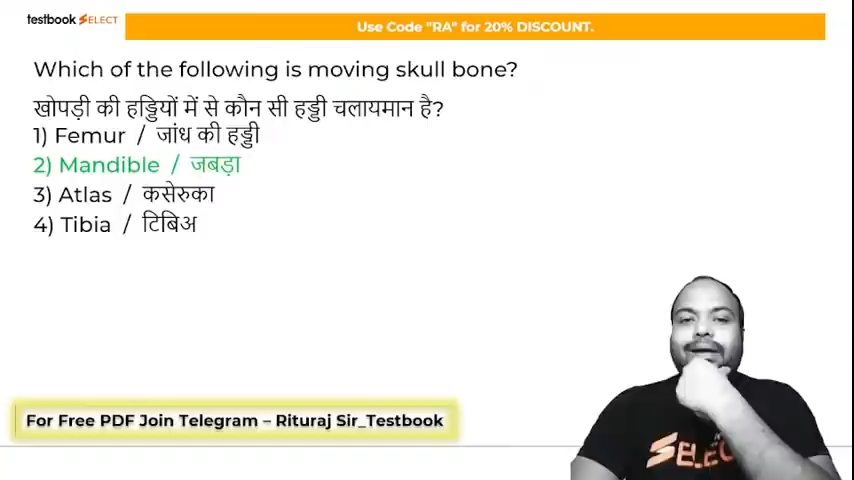 testbook SELECT
Use Code "RA" for 20% DISCOUNT.
Which of the following is moving skull bone?
खोपड़ी की हड्डियों में से कौन सी हड्डी चलायमान है?
1) Femur / जांध की हड्डी
2) Mandible / जबड़ा
3) Atlas / कसेरुका
4) Tibia / टिबिअ
For Free PDF Join Telegram – Rituraj Sir_Testbook
SELEC